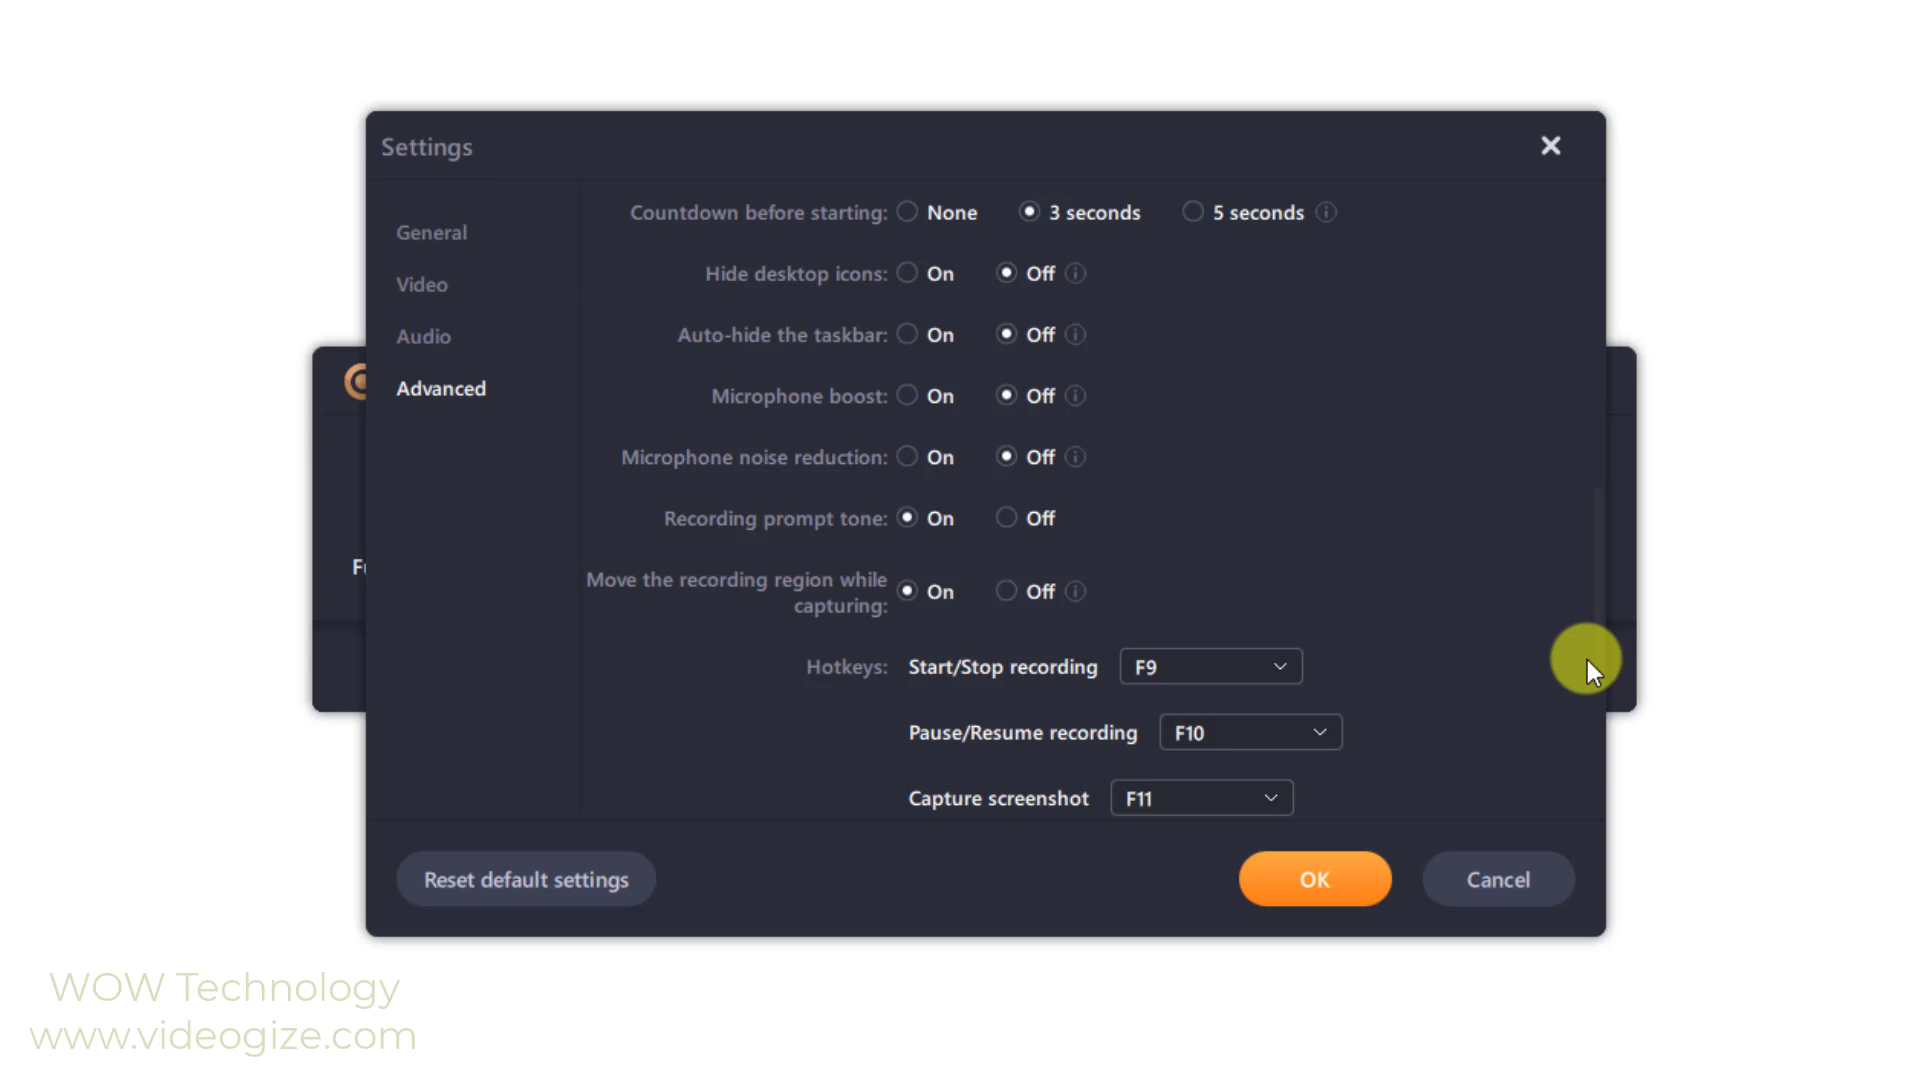 Settings
General
Video
Audio
Advanced
Countdown before starting: None 3 seconds 5 seconds
Hide desktop icons: On Off
Auto-hide the taskbar: On Off
Microphone boost: On Off
Microphone noise reduction: On Off
Recording prompt tone: On Off
Move the recording region while
capturing: On Off
Hotkeys: Start/Stop recording F9
Pause/Resume recording F10
Capture screenshot F11
Reset default settings OK Cancel
WOW Technology
www.videogize.com